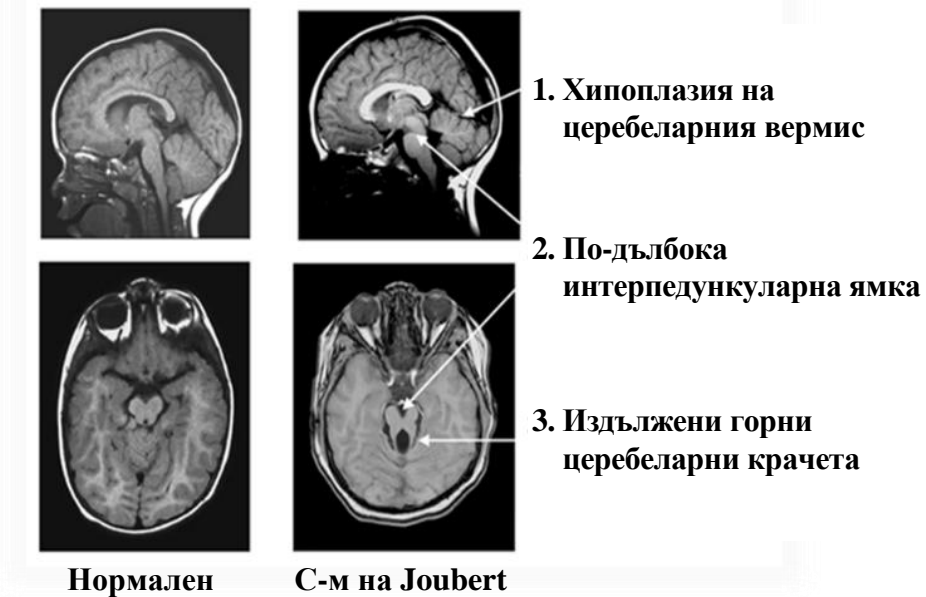 1. Хипоплазия на
церебеларния вермис
2. По-дълбока
интерпедункуларна ямка
3. Издължени горни
церебеларни крачета
Нормален
С-м на Joubert